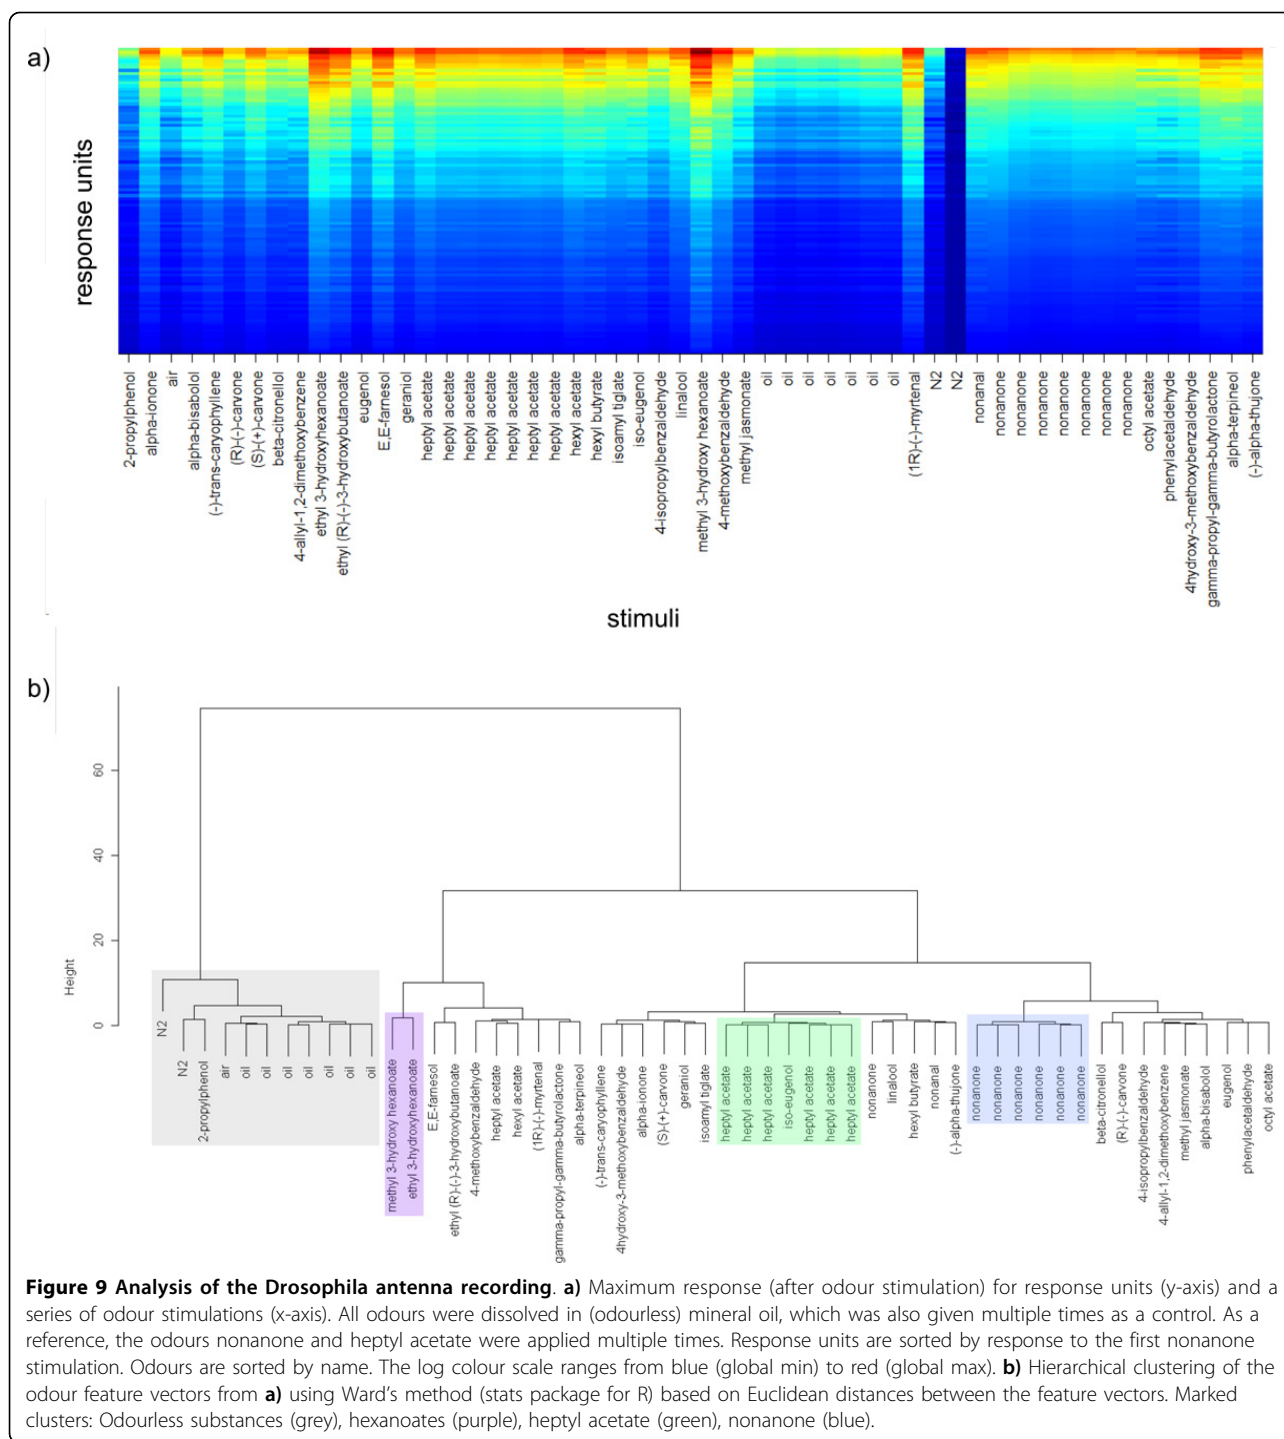 a)
response units
2-propylphenol
alpha-ionone
air
alpha-bisabolol
(-)-trans-caryophyllene
(R)-(-)-carvone
(S)-(+)-carvone
beta-citronellol
4-allyl-1,2-dimethoxybenzene
ethyl 3-hydroxyhexanoate
ethyl (R)-(-)-3-hydroxybutanoate
eugenol
E,E-farnesol
geraniol
heptyl acetate
heptyl acetate
heptyl acetate
heptyl acetate
heptyl acetate
heptyl acetate
heptyl acetate
hexyl acetate
hexyl butyrate
isoamyl tiglate
iso-eugenol
4-isopropylbenzaldehyde
linalool
methyl 3-hydroxy hexanoate
4-methoxybenzaldehyde
methyl jasmonate
oil
oil
oil
oil
oil
oil
oil
(1R)-(-)-myrtenal
N2
N2
nonanal
nonanone
nonanone
nonanone
nonanone
nonanone
nonanone
nonanone
octyl acetate
phenylacetaldehyde
4hydroxy-3-methoxybenzaldehyde
gamma-propyl-gamma-butyrolactone
alpha-terpineol
(-)-alpha-thujone
stimuli
b)
Height
60
40
20
0
N2
N2
2-propylphenol
air
oil
oil
oil
oil
oil
oil
oil
methyl 3-hydroxy hexanoate
ethyl 3-hydroxyhexanoate
E,E-farnesol
ethyl (R)-(-)-3-hydroxybutanoate
4-methoxybenzaldehyde
heptyl acetate
hexyl acetate
(1R)-(-)-myrtenal
gamma-propyl-gamma-butyrolactone
alpha-terpineol
(-)-trans-caryophyllene
4hydroxy-3-methoxybenzaldehyde
alpha-ionone
(S)-(+)-carvone
geraniol
isoamyl tiglate
heptyl acetate
heptyl acetate
heptyl acetate
iso-eugenol
heptyl acetate
heptyl acetate
heptyl acetate
nonanone
linalool
hexyl butyrate
nonanal
(-)-alpha-thujone
nonanone
nonanone
nonanone
nonanone
nonanone
nonanone
beta-citronellol
(R)-(-)-carvone
4-isopropylbenzaldehyde
4-allyl-1,2-dimethoxybenzene
methyl jasmonate
alpha-bisabolol
eugenol
phenylacetaldehyde
octyl acetate
Figure 9 Analysis of the Drosophila antenna recording. a) Maximum response (after odour stimulation) for response units (y-axis) and a
series of odour stimulations (x-axis). All odours were dissolved in (odourless) mineral oil, which was also given multiple times as a control. As a
reference, the odours nonanone and heptyl acetate were applied multiple times. Response units are sorted by response to the first nonanone
stimulation. Odours are sorted by name. The log colour scale ranges from blue (global min) to red (global max). b) Hierarchical clustering of the
odour feature vectors from a) using Ward's method (stats package for R) based on Euclidean distances between the feature vectors. Marked
clusters: Odourless substances (grey), hexanoates (purple), heptyl acetate (green), nonanone (blue).